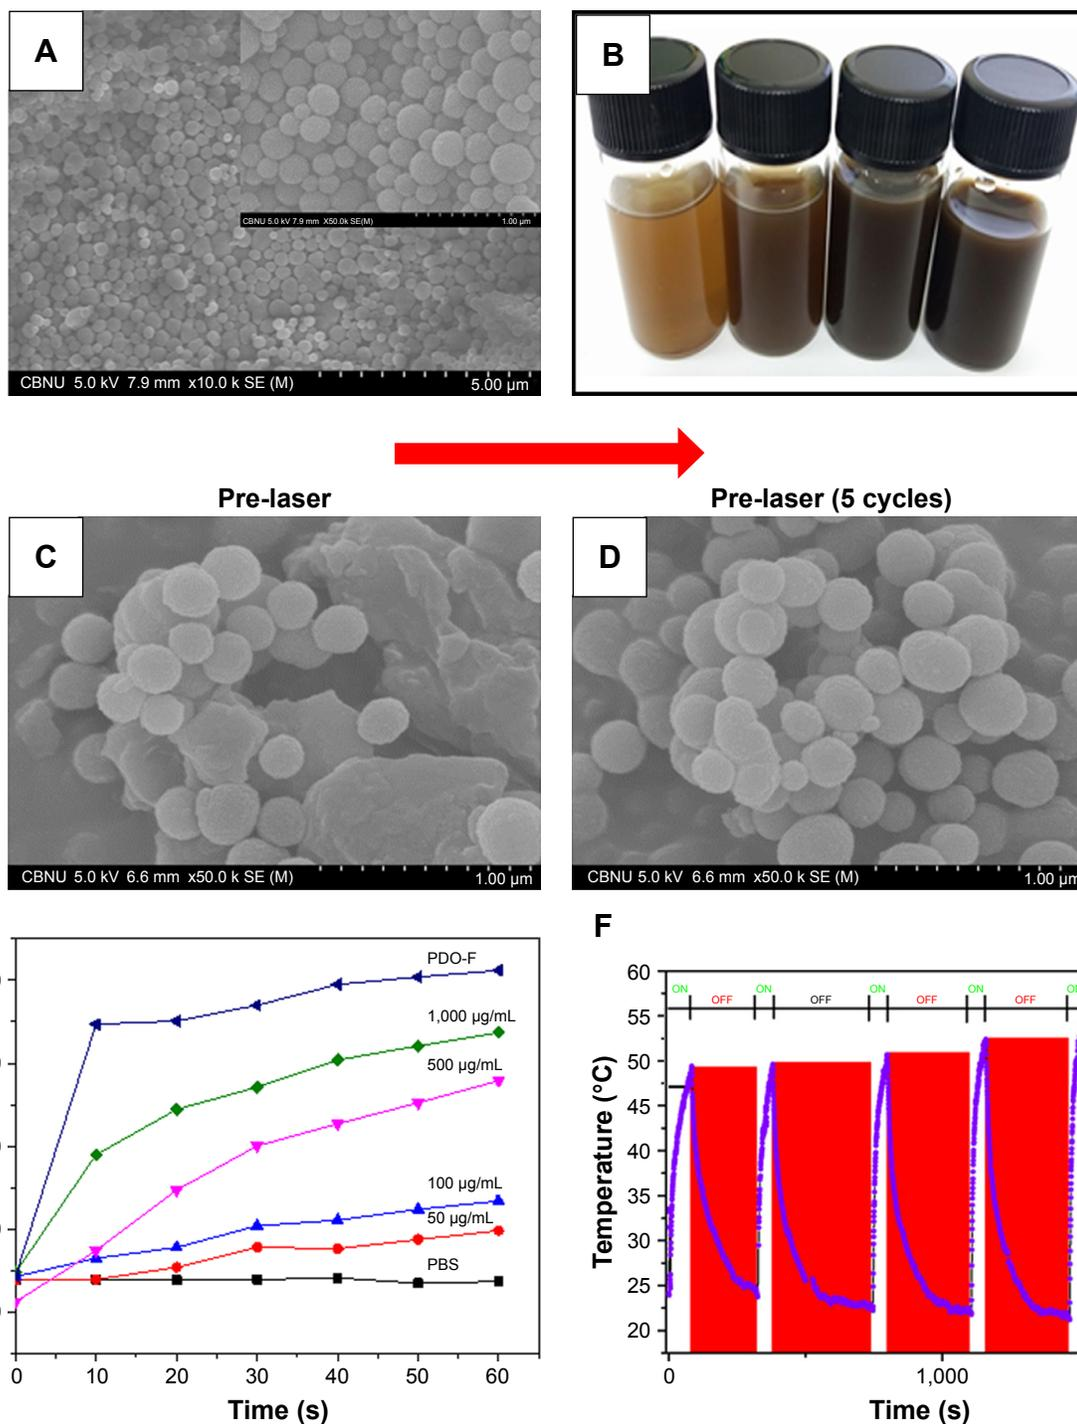 A
B
CBNU 5.0 kV 7.9 mm X50.0k SE(M) 1.00 µm
CBNU 5.0 kV 7.9 mm x10.0 k SE (M) 5.00 µm
Pre-laser
Pre-laser (5 cycles)
C
D
CBNU 5.0 kV 6.6 mm x50.0 k SE (M) 1.00 µm
CBNU 5.0 kV 6.6 mm x50.0 k SE (M) 1.00 µm
PDO-F
1,000 µg/mL
500 µg/mL
100 µg/mL
50 µg/mL
PBS
0 10 20 30 40 50 60
Time (s)
F
60
55
50
45
40
35
30
25
20
Temperature (°C)
ON OFF ON OFF ON OFF ON OFF
0 1,000
Time (s)